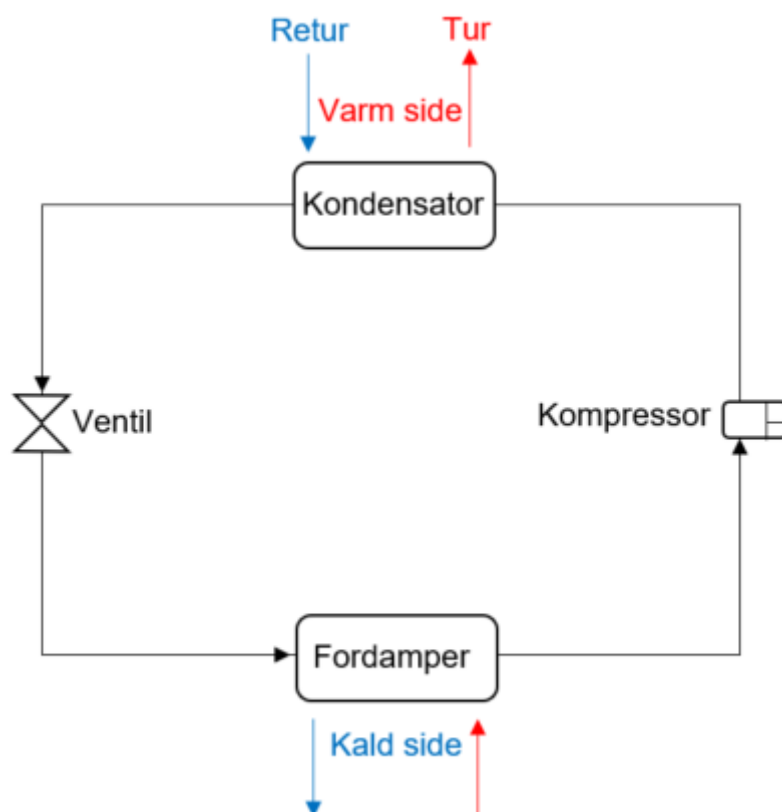 Retur
Tur
Varm side
Kondensator
Ventil
Kompressor
Fordamper
Kald side